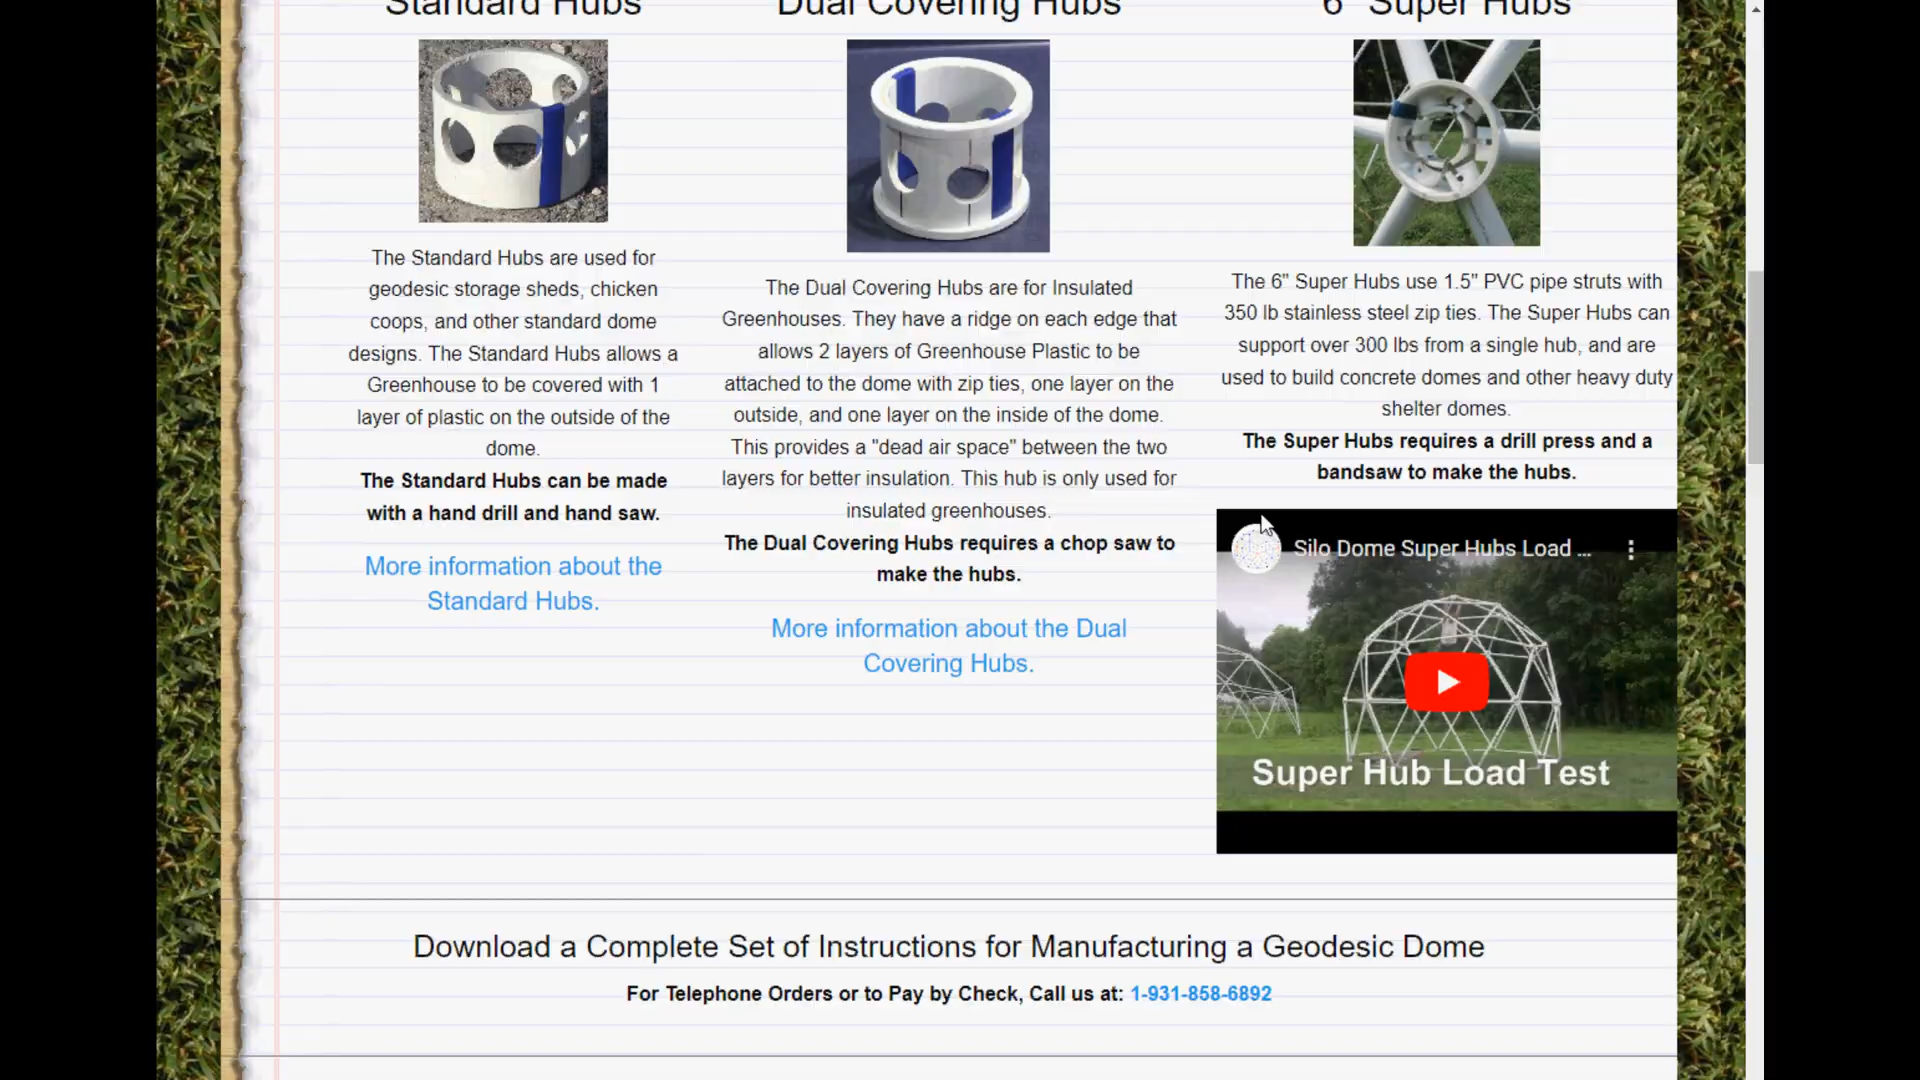 Standard Hubs
The Standard Hubs are used for
geodesic storage sheds, chicken
coops, and other standard dome
designs. The Standard Hubs allows a
Greenhouse to be covered with 1
layer of plastic on the outside of the
dome.
The Standard Hubs can be made
with a hand drill and hand saw.
More information about the
Standard Hubs.
Dual Covering Hubs
The Dual Covering Hubs are for Insulated
Greenhouses. They have a ridge on each edge that
allows 2 layers of Greenhouse Plastic to be
attached to the dome with zip ties, one layer on the
outside, and one layer on the inside of the dome.
This provides a "dead air space" between the two
layers for better insulation. This hub is only used for
insulated greenhouses.
The Dual Covering Hubs requires a chop saw to
make the hubs.
More information about the Dual
Covering Hubs.
6" Super Hubs
The 6" Super Hubs use 1.5" PVC pipe struts with
350 lb stainless steel zip ties. The Super Hubs can
support over 300 lbs from a single hub, and are
used to build concrete domes and other heavy duty
shelter domes.
The Super Hubs requires a drill press and a
bandsaw to make the hubs.
Silo Dome Super Hubs Load ...
Super Hub Load Test
Download a Complete Set of Instructions for Manufacturing a Geodesic Dome
For Telephone Orders or to Pay by Check, Call us at: 1-931-858-6892